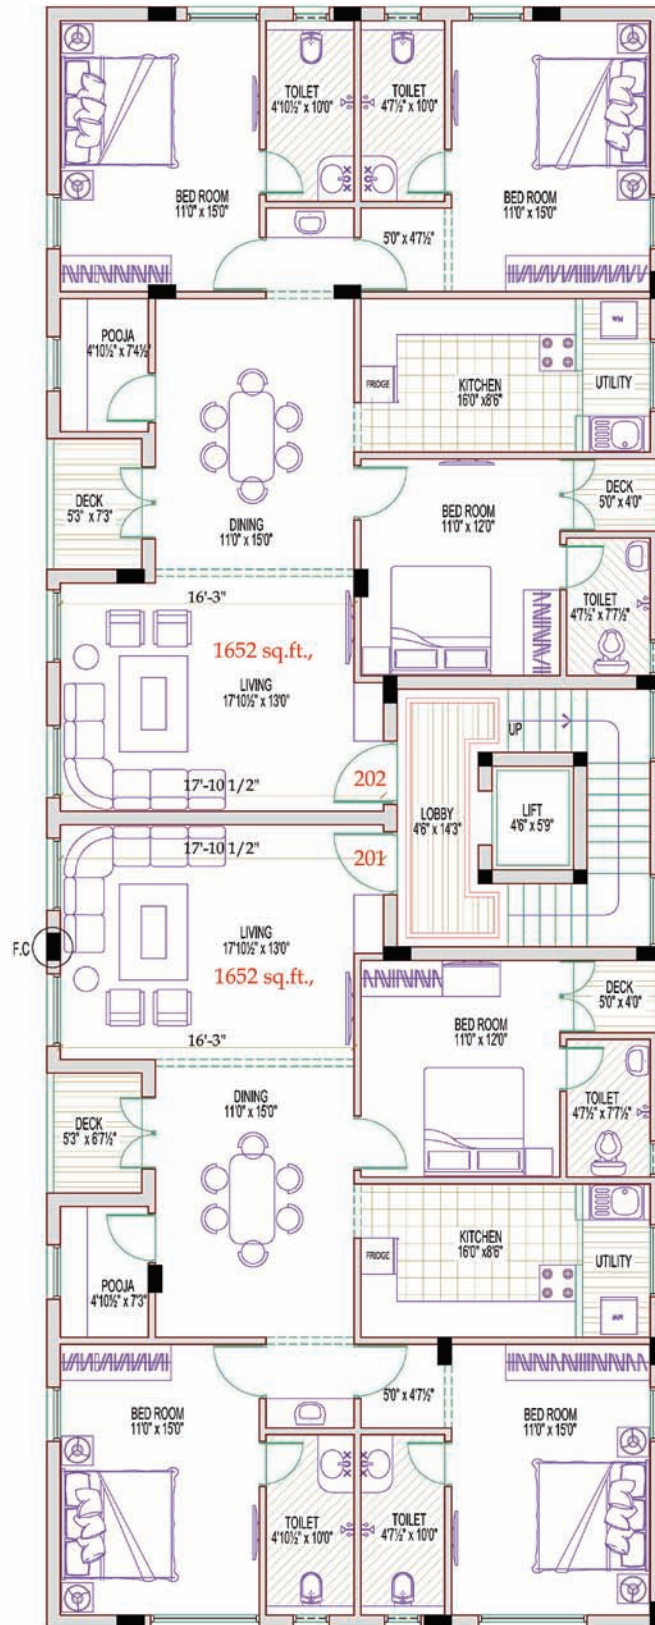 TOILET
4'10½" x 10'0"
TOILET
4'7½" x 10'0"
BED ROOM
11'0" x 15'0"
BED ROOM
11'0" x 15'0"
5'0" x 4'7½"
POOJA
4'10½" x 7'4½"
FRIDGE
KITCHEN
16'0" x8'6"
WM
UTILITY
DECK
5'3" x 7'3"
DINING
11'0" x 15'0"
BED ROOM
11'0" x 12'0"
DECK
5'0" x 4'0"
TOILET
4'7½" x 7'7½"
16'-3"
1652 sq.ft.,
LIVING
17'10½" x 13'0"
17'-10 1/2"
202
UP
LOBBY
4'6" x 14'3"
LIFT
4'6" x 5'9"
17'-10 1/2"
201
LIVING
17'10½" x 13'0"
1652 sq.ft.,
F.C
16'-3"
BED ROOM
11'0" x 12'0"
DECK
5'0" x 4'0"
DINING
11'0" x 15'0"
DECK
5'3" x 6'7½"
TOILET
4'7½" x 7'7½"
POOJA
4'10½" x 7'3"
FRIDGE
KITCHEN
16'0" x8'6"
UTILITY
WM
5'0" x 4'7½"
BED ROOM
11'0" x 15'0"
BED ROOM
11'0" x 15'0"
TOILET
4'10½" x 10'0"
TOILET
4'7½" x 10'0"